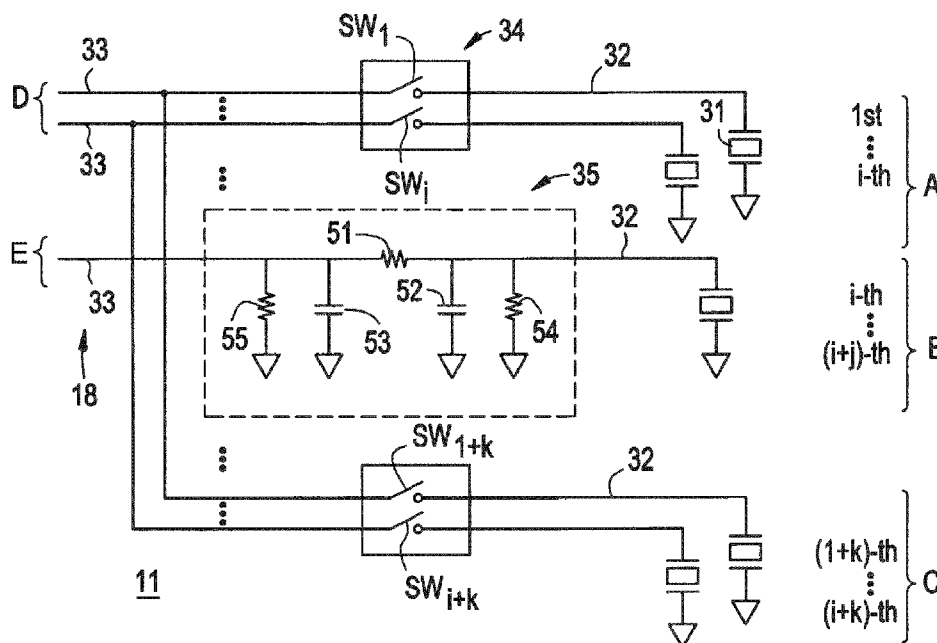 33
SW1
34
32
D
33
SWi
31
1st
i-th
A
35
E
33
51
32
55
53
52
54
i-th
(i+j)-th
B
18
SW1+k
32
SWi+k
(1+k)-th
(i+k)-th
C
11